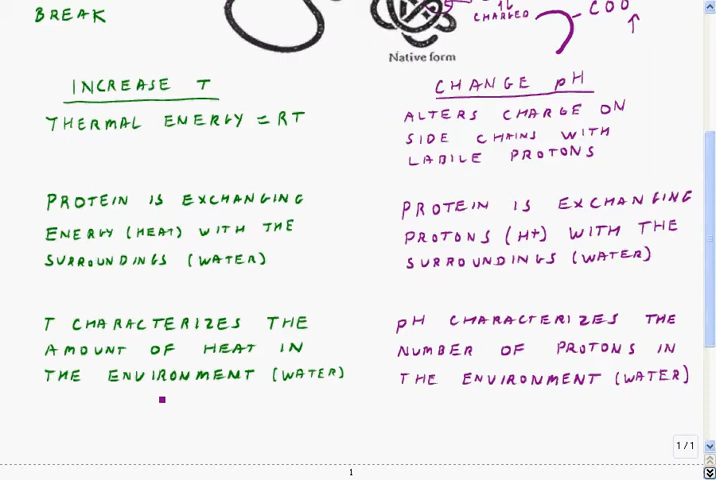 BREAK
CHARGED
COO
Native form
INCREASE T
THERMAL ENERGY = RT
PROTEIN IS EXCHANGING
ENERGY (HEAT) WITH THE
SURROUNDINGS (WATER)
T CHARACTERIZES THE
AMOUNT OF HEAT IN
THE ENVIRONMENT (WATER)
CHANGE pH
ALTERS CHARGE ON
SIDE CHAINS WITH
LABILE PROTONS
PROTEIN IS EXCHANGING
PROTONS (H+) WITH THE
SURROUNDINGS (WATER)
pH CHARACTERIZES THE
NUMBER OF PROTONS IN
THE ENVIRONMENT (WATER)
1 / 1
1